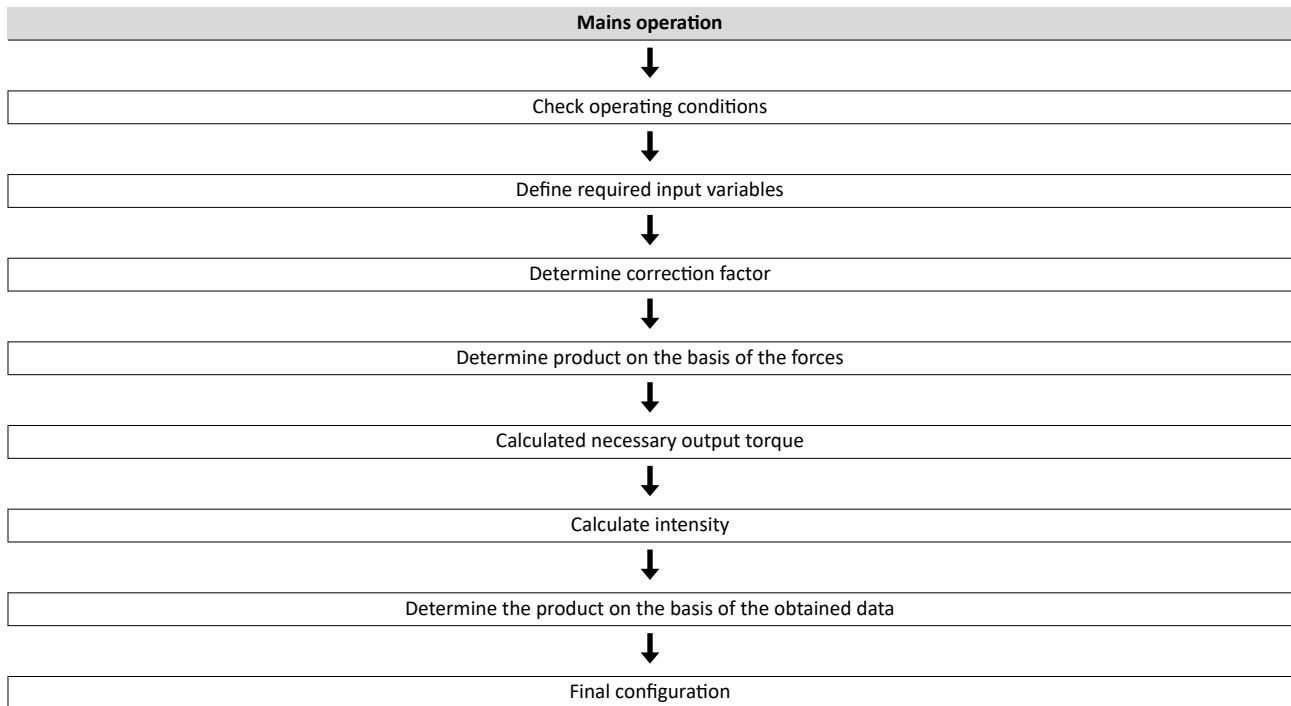 Mains operation
Check operating conditions
Define required input variables
Determine correction factor
Determine product on the basis of the forces
Calculated necessary output torque
Calculate intensity
Determine the product on the basis of the obtained data
Final configuration